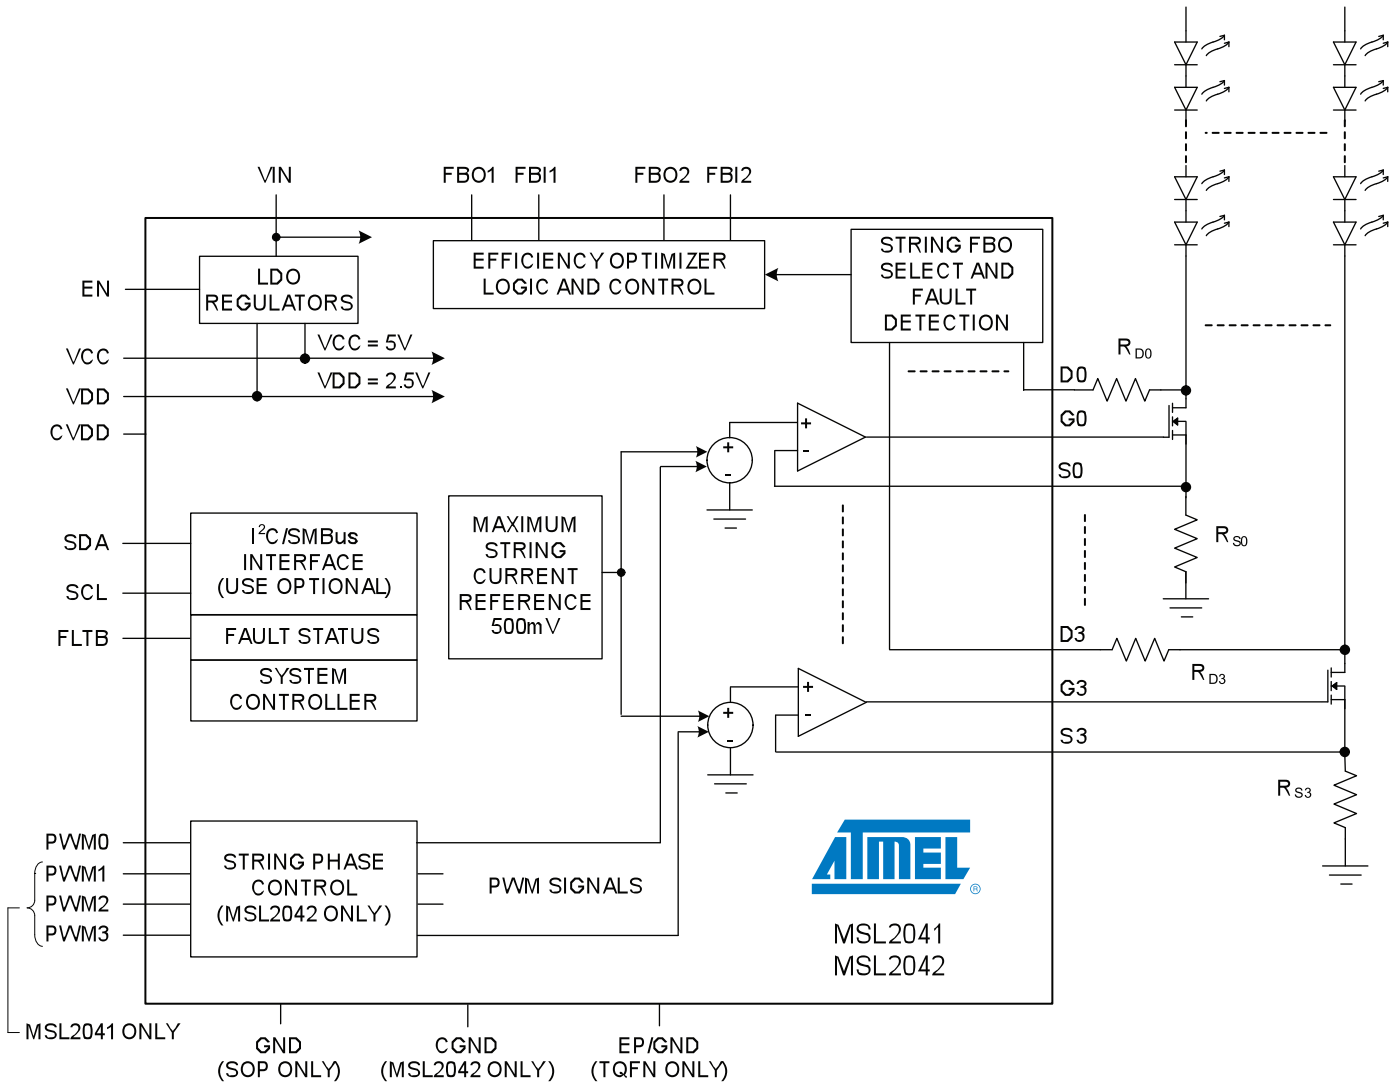 VIN
FBO1 FBI1 FBO2 FBI2
LDO
REGULATORS
EFFICIENCY OPTIMIZER
LOGIC AND CONTROL
STRING FBO
SELECT AND
FAULT
DETECTION
EN
VCC
VCC = 5V
VDD
VDD = 2.5V
CVDD
D0
R_D0
G0
S0
R_S0
+
-
+
-
MAXIMUM
STRING
CURRENT
REFERENCE
500mV
SDA
SCL
FLTB
I²C/SMBus
INTERFACE
(USE OPTIONAL)
FAULT STATUS
SYSTEM
CONTROLLER
D3
R_D3
G3
S3
R_S3
+
-
+
-
PWM0
PWM1
PWM2
PWM3
STRING PHASE
CONTROL
(MSL2042 ONLY)
PWM SIGNALS
ATMEL ®
MSL2041
MSL2042
MSL2041 ONLY
GND
(SOP ONLY)
CGND
(MSL2042 ONLY)
EP/GND
(TQFN ONLY)